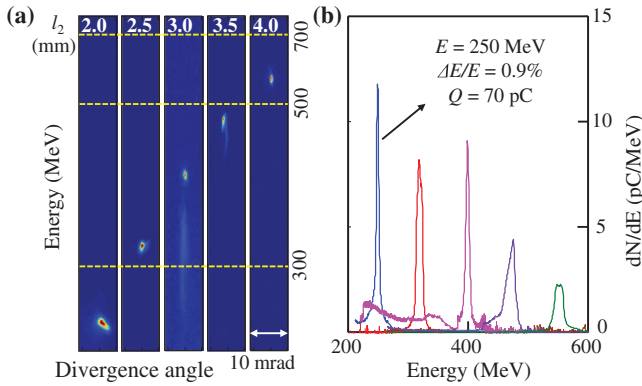 (a)
l₂ 2.0 2.5 3.0 3.5 4.0
(mm)
700
500
300
Energy (MeV)
10 mrad
Divergence angle
(b)
E = 250 MeV
ΔE/E = 0.9%
Q = 70 pC
15
10
5
0
dN/dE (pC/MeV)
200 400 600
Energy (MeV)